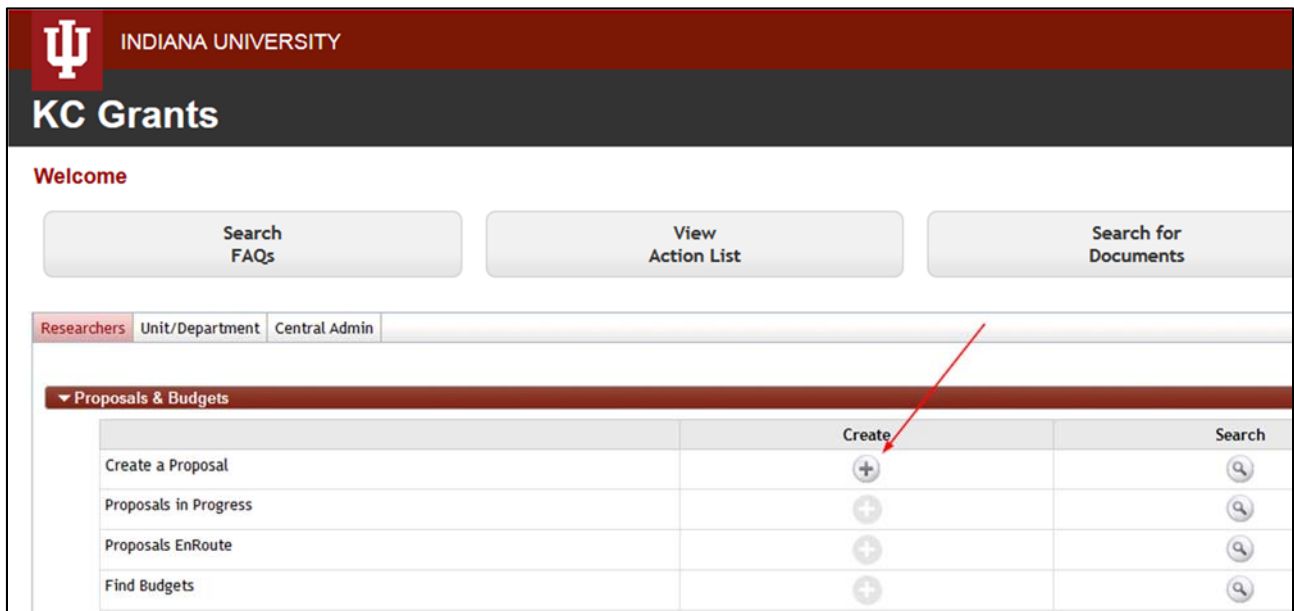 INDIANA UNIVERSITY
KC Grants
Welcome
Search
FAQs
View
Action List
Search for
Documents
Researchers Unit/Department Central Admin
Proposals & Budgets
Create Search
Create a Proposal
Proposals in Progress
Proposals EnRoute
Find Budgets